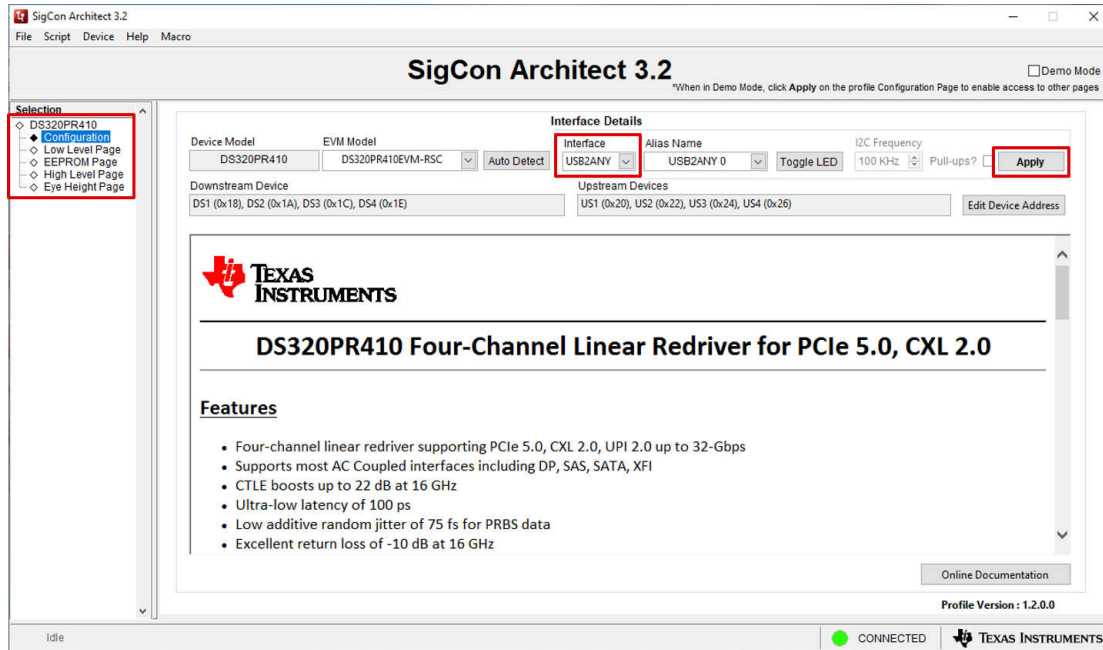 SigCon Architect 3.2
File Script Device Help Macro
SigCon Architect 3.2
Demo Mode
*When in Demo Mode, click Apply on the profile Configuration Page to enable access to other pages
Selection
DS320PR410
Configuration
Low Level Page
EEPROM Page
High Level Page
Eye Height Page
Interface Details
Device Model EVM Model Interface Alias Name I2C Frequency
DS320PR410 DS320PR410EVM-RSC Auto Detect USB2ANY USB2ANY 0 Toggle LED 100 KHz Pull-ups? Apply
Downstream Device Upstream Devices
DS1 (0x18), DS2 (0x1A), DS3 (0x1C), DS4 (0x1E) US1 (0x20), US2 (0x22), US3 (0x24), US4 (0x26) Edit Device Address
TEXAS
INSTRUMENTS
DS320PR410 Four-Channel Linear Redriver for PCIe 5.0, CXL 2.0
Features
• Four-channel linear redriver supporting PCIe 5.0, CXL 2.0, UPI 2.0 up to 32-Gbps
• Supports most AC Coupled interfaces including DP, SAS, SATA, XFI
• CTLE boosts up to 22 dB at 16 GHz
• Ultra-low latency of 100 ps
• Low additive random jitter of 75 fs for PRBS data
• Excellent return loss of -10 dB at 16 GHz
Online Documentation
Profile Version : 1.2.0.0
Idle CONNECTED TEXAS INSTRUMENTS